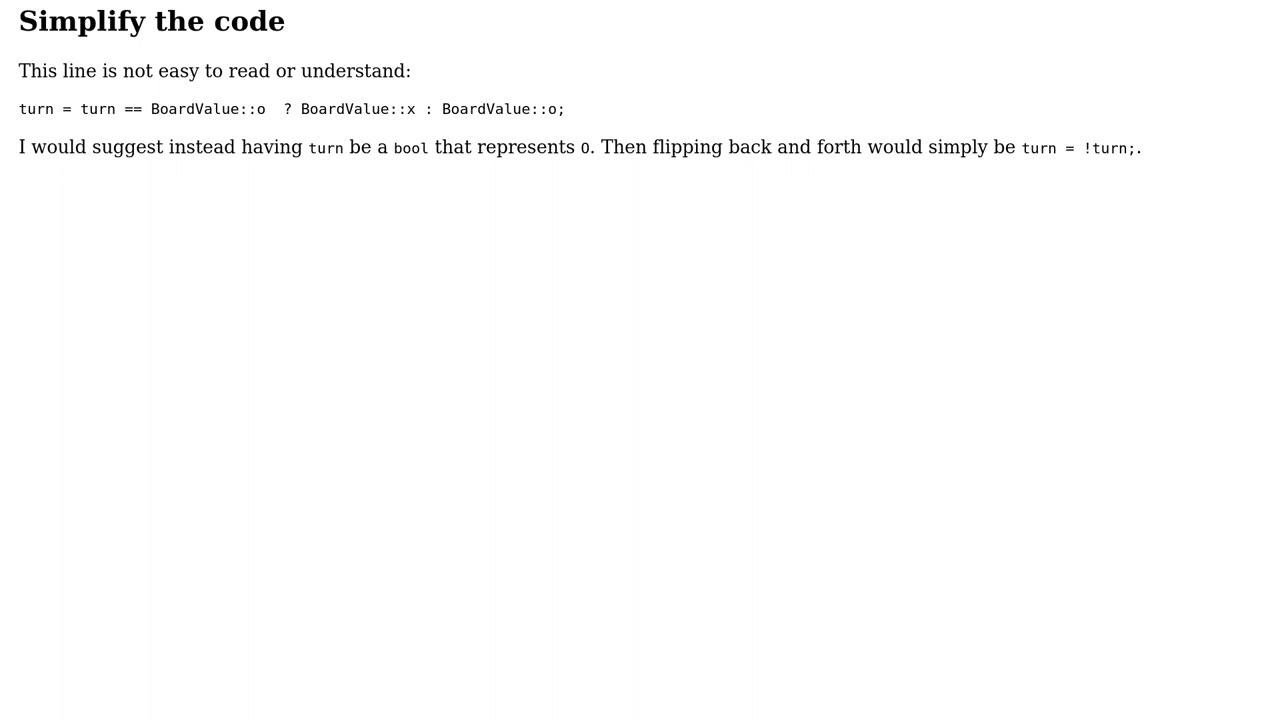 Simplify the code
This line is not easy to read or understand:
turn = turn == BoardValue::o  ? BoardValue::x : BoardValue::o;
I would suggest instead having turn be a bool that represents O. Then flipping back and forth would simply be turn = !turn;.